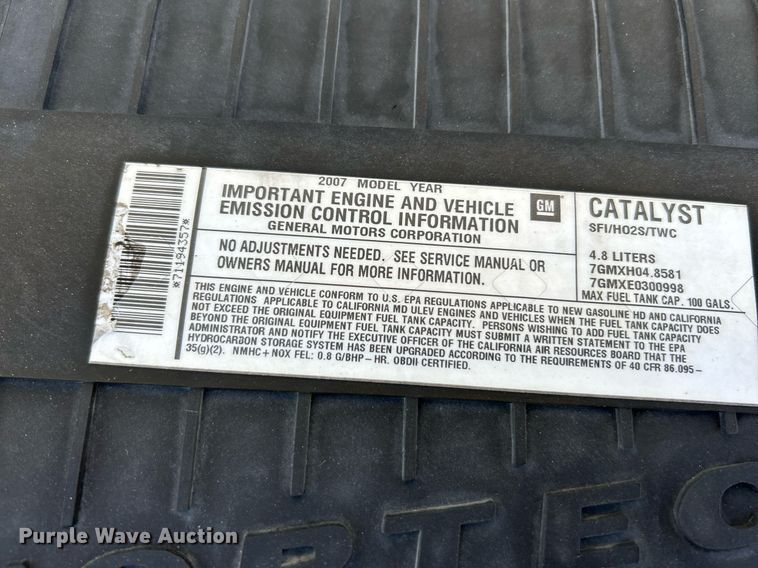 2007 MODEL YEAR
IMPORTANT ENGINE AND VEHICLE
EMISSION CONTROL INFORMATION
GENERAL MOTORS CORPORATION
GM
NO ADJUSTMENTS NEEDED. SEE SERVICE MANUAL OR
OWNERS MANUAL FOR MORE INFORMATION.
CATALYST
SFI/HO2S/TWC
4.8 LITERS
7GMXH04.8581
7GMXE0300998
MAX FUEL TANK CAP. 100 GALS.
THIS ENGINE AND VEHICLE CONFORM TO U.S. EPA REGULATIONS APPLICABLE TO NEW GASOLINE HD AND CALIFORNIA
REGULATIONS APPLICABLE TO CALIFORNIA MD ULEV ENGINES AND VEHICLES WHEN THE FUEL TANK CAPACITY DOES
NOT EXCEED THE ORIGINAL EQUIPMENT FUEL TANK CAPACITY. PERSONS WISHING TO ADD FUEL TANK CAPACITY
BEYOND THE ORIGINAL EQUIPMENT FUEL TANK CAPACITY MUST SUBMIT A WRITTEN STATEMENT TO THE EPA
ADMINISTRATOR AND NOTIFY THE EXECUTIVE OFFICER OF THE CALIFORNIA AIR RESOURCES BOARD THAT THE
HYDROCARBON STORAGE SYSTEM HAS BEEN UPGRADED ACCORDING TO THE REQUIREMENTS OF 40 CFR 86.095-
35(g)(2). NMHC + NOX FEL: 0.8 G/BHP- HR. OBDII CERTIFIED.
*71194357*
ORTEC
Purple Wave Auction